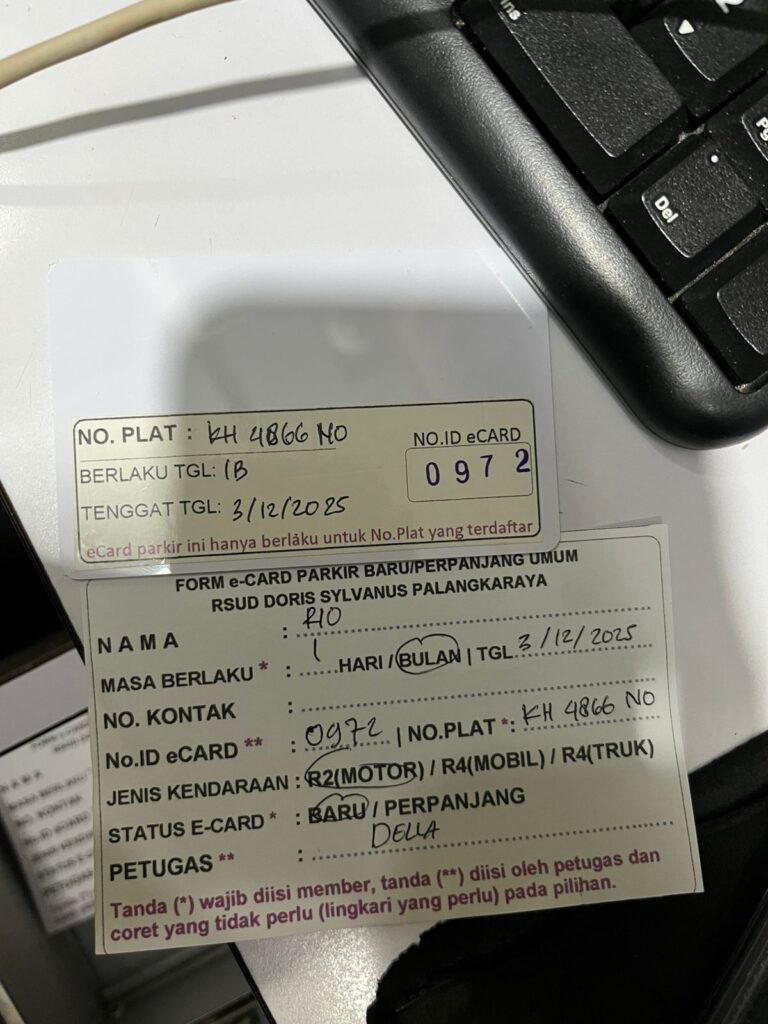 ins
Del
Pg
NO. PLAT : KH 4866 NO
NO.ID eCARD
BERLAKU TGL: 1B
0972
TENGGAT TGL: 3/12/2025
eCard parkir ini hanya berlaku untuk No.Plat yang terdaftar
FORM e-CARD PARKIR BARU/PERPANJANG UMUM
RSUD DORIS SYLVANUS PALANGKARAYA
NAMA : RIO
MASA BERLAKU * : 1 HARI / BULAN | TGL 3/12/2025
NO. KONTAK :
No.ID eCARD ** : 0972 | NO.PLAT *: KH 4866 NO
JENIS KENDARAAN : R2(MOTOR) / R4(MOBIL) / R4(TRUK)
STATUS E-CARD * : BARU / PERPANJANG
PETUGAS ** : DELLA
Tanda (*) wajib diisi member, tanda (**) diisi oleh petugas dan
coret yang tidak perlu (lingkari yang perlu) pada pilihan.